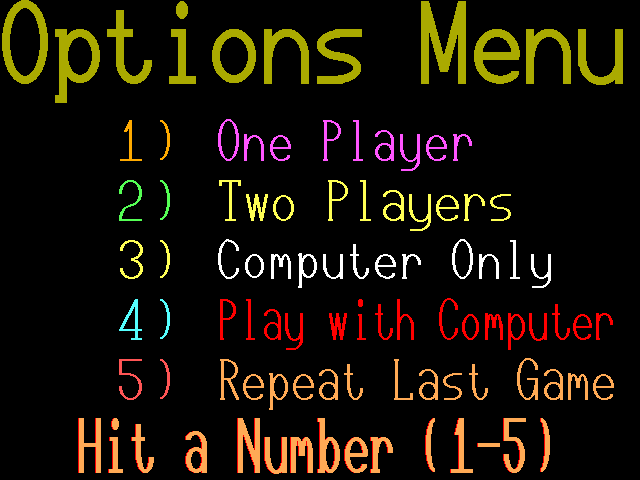 Options Menu
1) One Player
2) Two Players
3) Computer Only
4) Play with Computer
5) Repeat Last Game
Hit a Number (1-5)